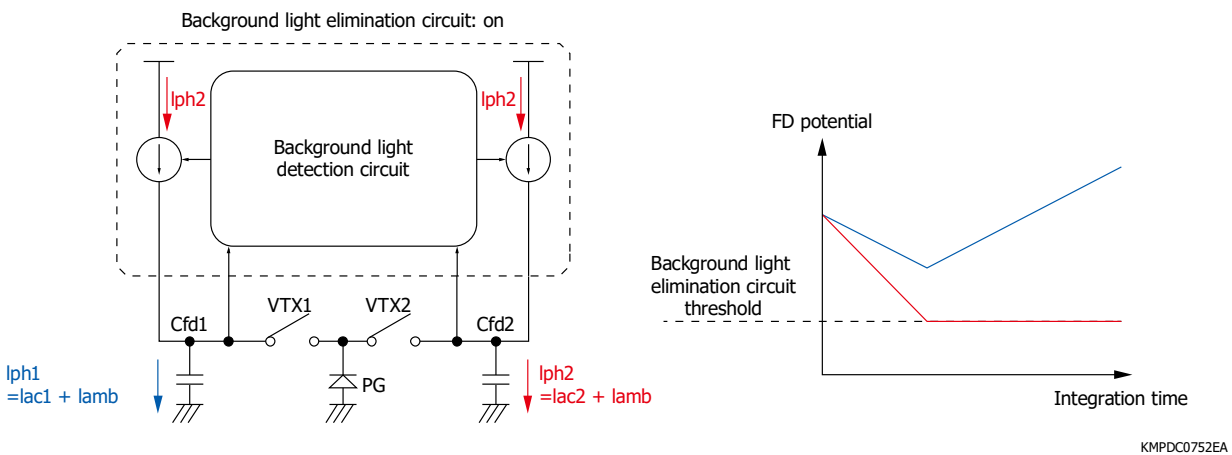 Background light elimination circuit: on
Iph2
Iph2
Background light
detection circuit
VTX1
VTX2
Cfd1
Cfd2
PG
Iph1
=Iac1 + Iamb
Iph2
=Iac2 + Iamb
FD potential
Background light
elimination circuit
threshold
Integration time
KMPDC0752EA